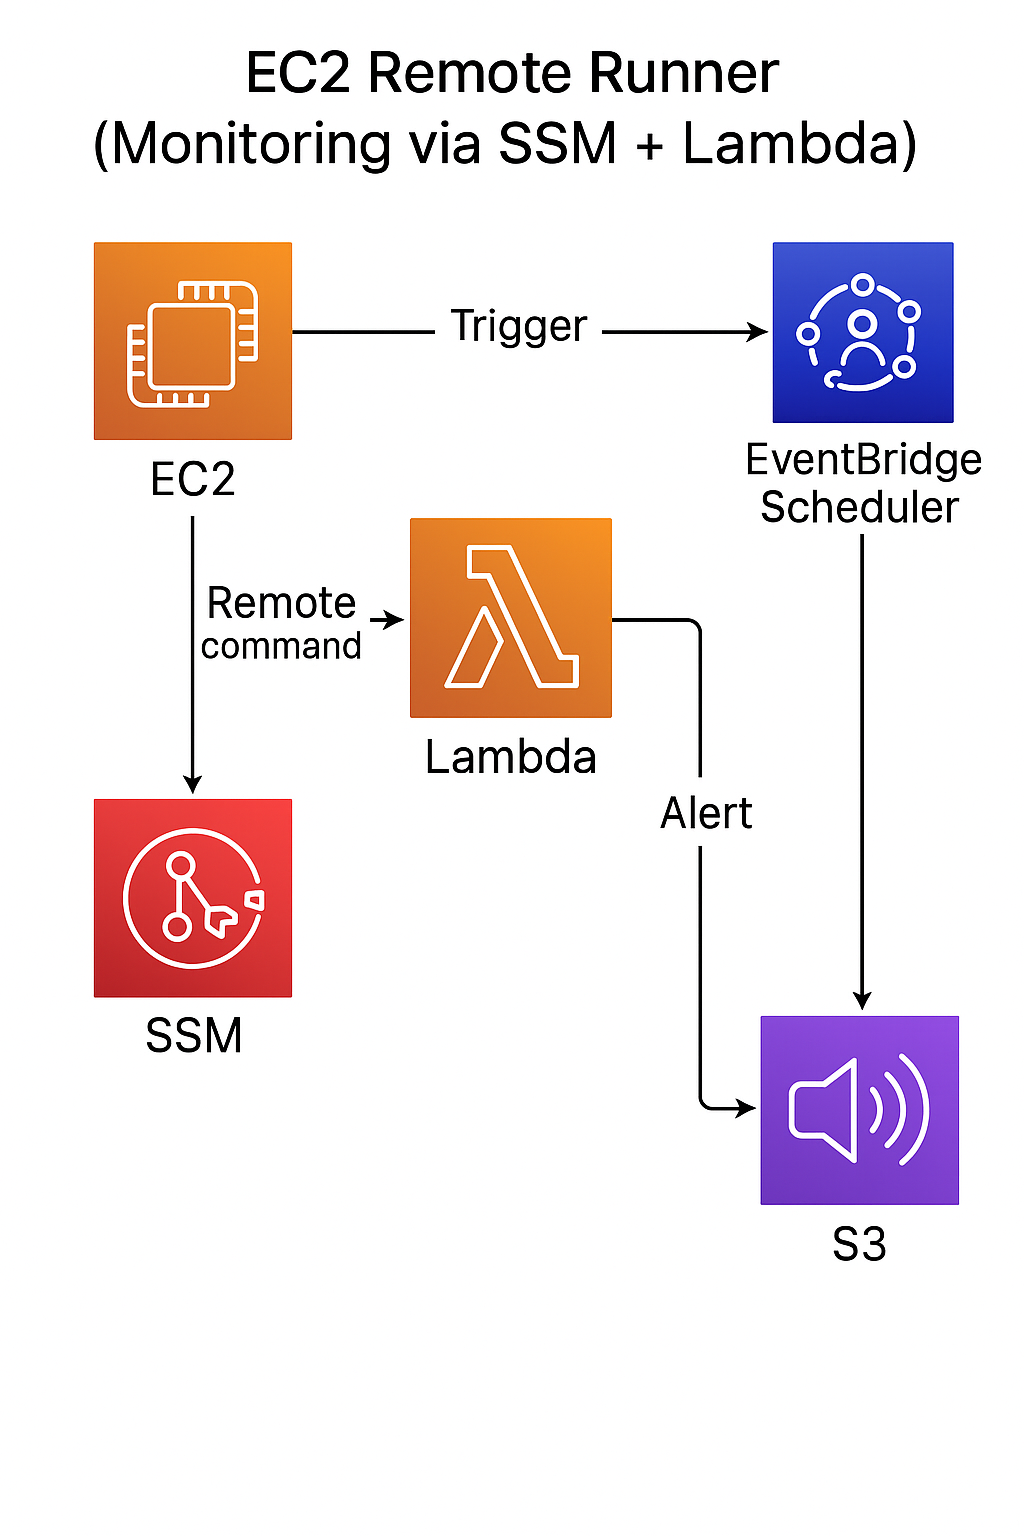 EC2 Remote Runner
(Monitoring via SSM + Lambda)
Trigger
EC2
EventBridge
Scheduler
Remote
command
Lambda
Alert
SSM
S3